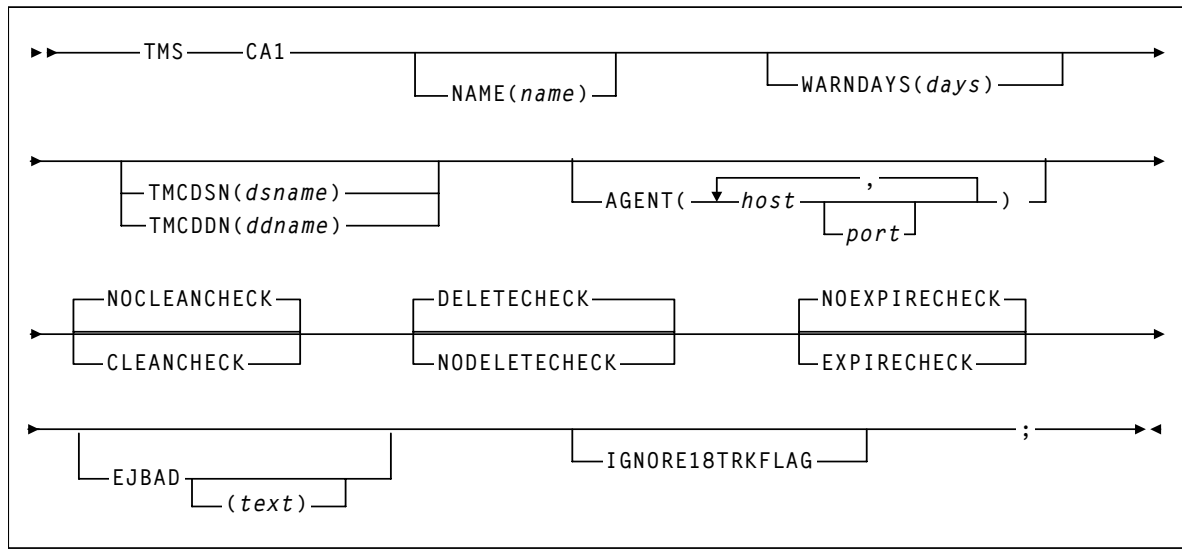 TMS CA1
NAME(name) WARNDAYS(days)
TMCDSN(dsname)
TMCDDN(ddname)
,
AGENT( host )
port
NOCLEANCHECK DELETECHECK NOEXPIRECHECK
CLEANCHECK NODELETECHECK EXPIRECHECK
;
EJBAD IGNORE18TRKFLAG
(text)